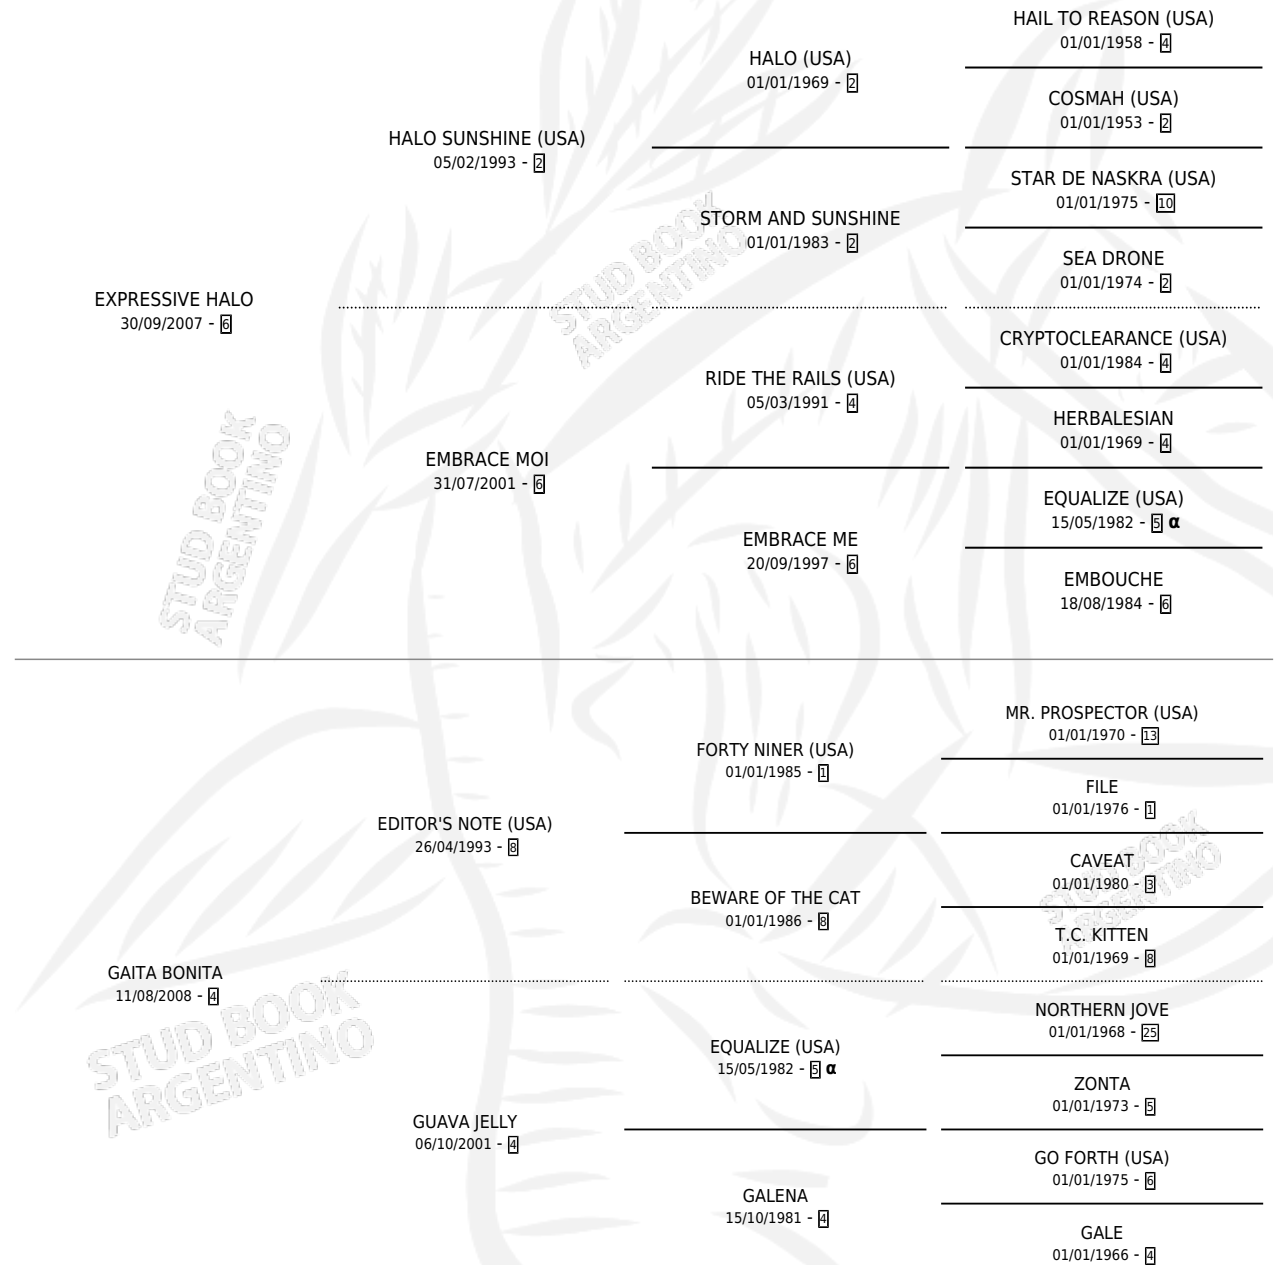 HAIL TO REASON (USA)
01/01/1958 - 4
HALO (USA)
01/01/1969 - 2
COSMAH (USA)
01/01/1953 - 2
HALO SUNSHINE (USA)
05/02/1993 - 2
STAR DE NASKRA (USA)
01/01/1975 - 10
STORM AND SUNSHINE
01/01/1983 - 2
SEA DRONE
01/01/1974 - 2
EXPRESSIVE HALO
30/09/2007 - 6
CRYPTOCLEARANCE (USA)
01/01/1984 - 4
RIDE THE RAILS (USA)
05/03/1991 - 4
HERBALESIAN
01/01/1969 - 4
EMBRACE MOI
31/07/2001 - 6
EQUALIZE (USA)
15/05/1982 - 5 α
EMBRACE ME
20/09/1997 - 6
EMBOUCHE
18/08/1984 - 6
MR. PROSPECTOR (USA)
01/01/1970 - 13
FORTY NINER (USA)
01/01/1985 - 1
FILE
01/01/1976 - 1
EDITOR'S NOTE (USA)
26/04/1993 - 8
CAVEAT
01/01/1980 - 3
BEWARE OF THE CAT
01/01/1986 - 8
T.C. KITTEN
01/01/1969 - 8
GAITA BONITA
11/08/2008 - 4
NORTHERN JOVE
01/01/1968 - 25
EQUALIZE (USA)
15/05/1982 - 5 α
ZONTA
01/01/1973 - 5
GUAVA JELLY
06/10/2001 - 4
GO FORTH (USA)
01/01/1975 - 6
GALENA
15/10/1981 - 4
GALE
01/01/1966 - 4
STUD BOOK
ARGENTINO
STUD BOOK
ARGENTINO
STUD BOOK
ARGENTINO
STUD BOOK
ARGENTINO